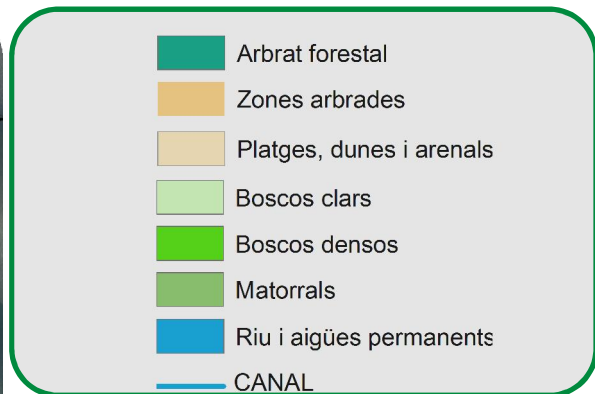 Arbrat forestal
Zones arbrades
Platges, dunes i arenals
Boscos clars
Boscos densos
Matorrals
Riu i aigües permanents
CANAL